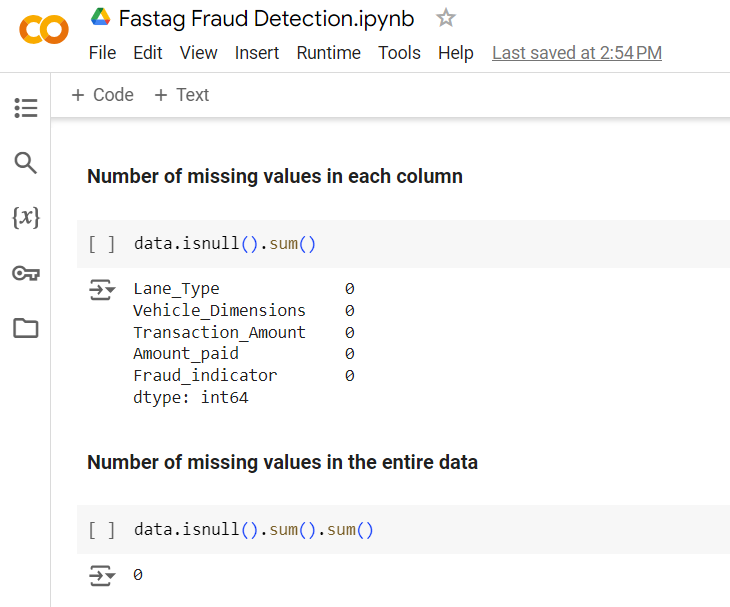 Fastag Fraud Detection.ipynb
File Edit View Insert Runtime Tools Help Last saved at 2:54 PM
+ Code + Text
Number of missing values in each column
[ ] data.isnull().sum()
Lane_Type 0
Vehicle_Dimensions 0
Transaction_Amount 0
Amount_paid 0
Fraud_indicator 0
dtype: int64
Number of missing values in the entire data
[ ] data.isnull().sum().sum()
0
{x}